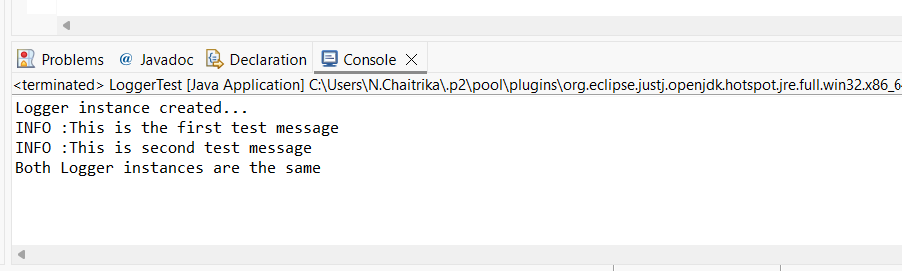 Problems @ Javadoc Declaration Console
<terminated> LoggerTest [Java Application] C:\Users\N.Chaitrika\.p2\pool\plugins\org.eclipse.justj.openjdk.hotspot.jre.full.win32.x86_6
Logger instance created...
INFO :This is the first test message
INFO :This is second test message
Both Logger instances are the same